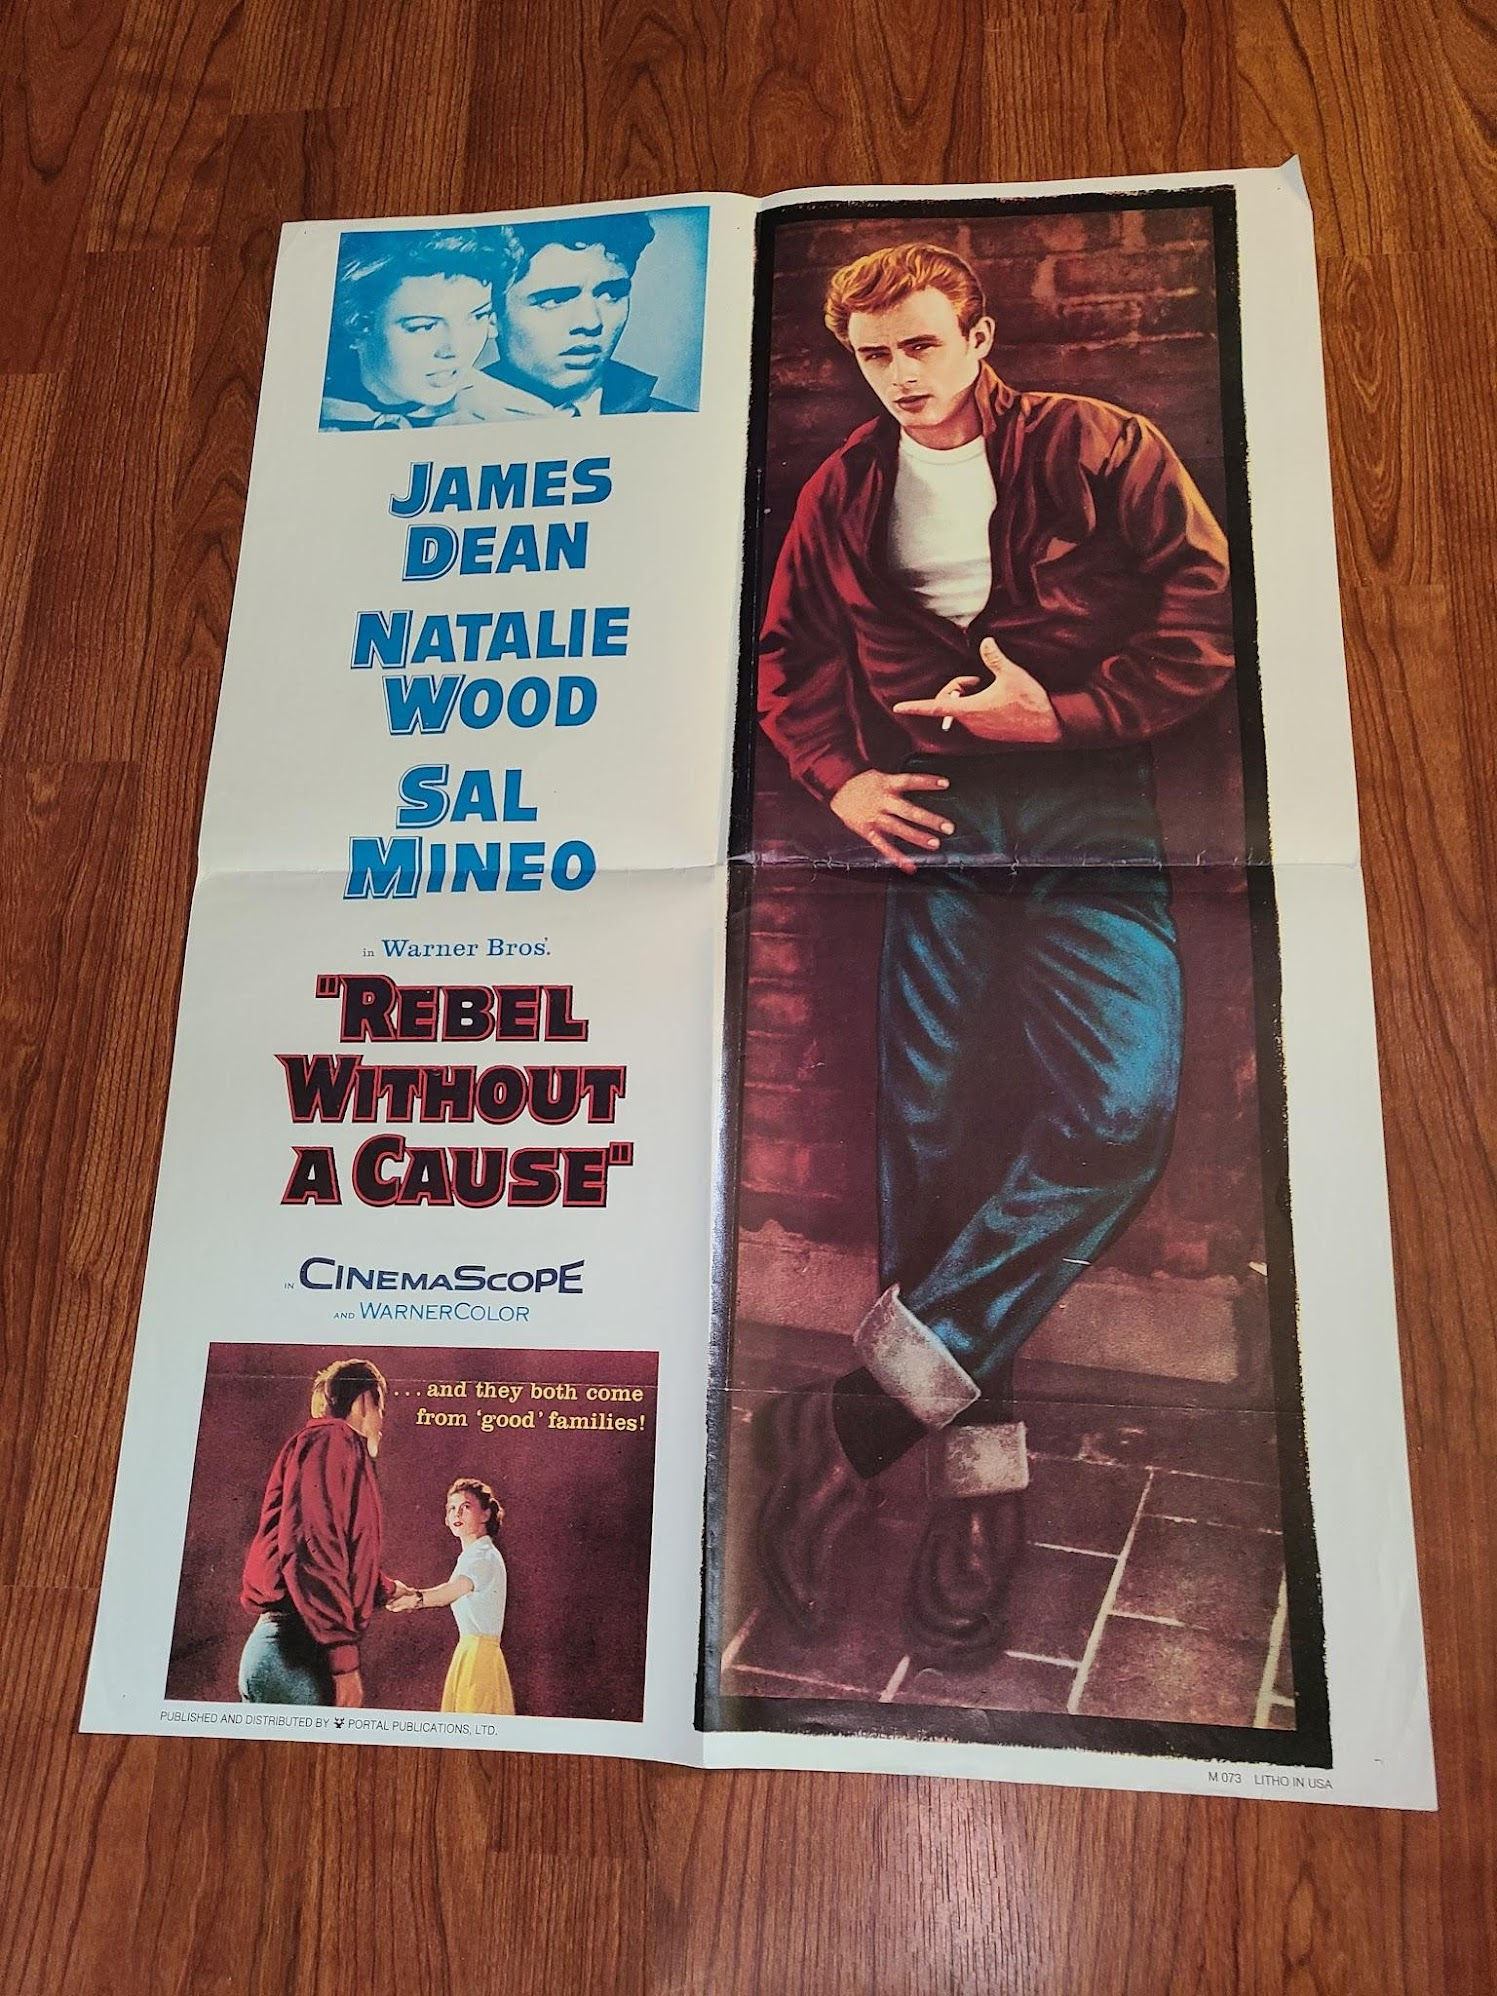 JAMES
DEAN
NATALIE
WOOD
SAL
MINEO
in Warner Bros'.
"REBEL
WITHOUT
A CAUSE"
IN CINEMASCOPE
AND WARNERCOLOR
...and they both come
from 'good' families!
PUBLISHED AND DISTRIBUTED BY PORTAL PUBLICATIONS, LTD.
M 073 LITHO IN USA